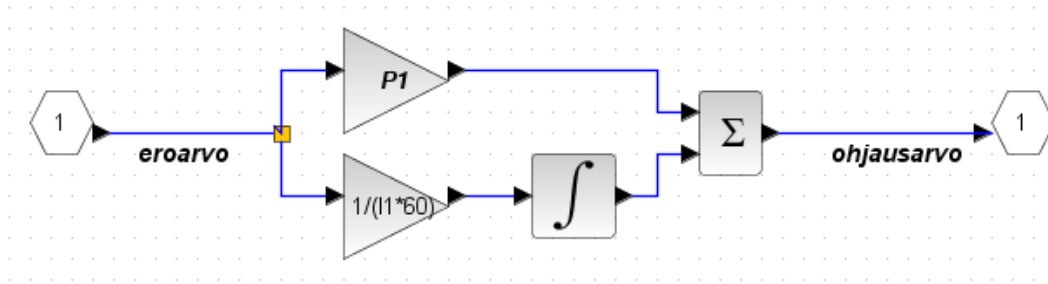 P1
1
1
Σ
eroarvo
ohjausarvo
1/(I1*60)
∫